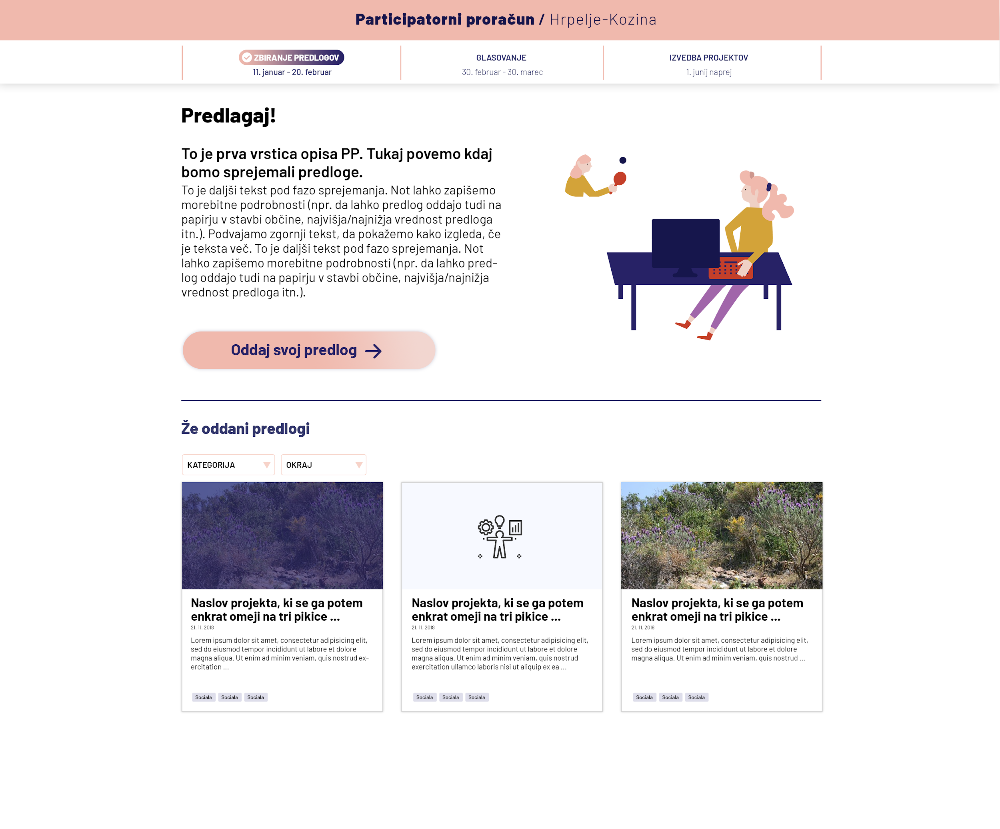 Participatorni proračun / Hrpelje-Kozina
ZBIRANJE PREDLOGOV
11. januar - 20. februar
GLASOVANJE
30. februar - 30. marec
IZVEDBA PROJEKTOV
1. junij naprej
Predlagaj!
To je prva vrstica opisa PP. Tukaj povemo kdaj
bomo sprejemali predloge.
To je daljši tekst pod fazo sprejemanja. Not lahko zapišemo
morebitne podrobnosti (npr. da lahko predlog oddajo tudi na
papirju v stavbi občine, najvišja/najnižja vrednost predloga
itn.). Podvajamo zgornji tekst, da pokažemo kako izgleda, če
je teksta več. To je daljši tekst pod fazo sprejemanja. Not
lahko zapišemo morebitne podrobnosti (npr. da lahko pred-
log oddajo tudi na papirju v stavbi občine, najvišja/najnižja
vrednost predloga itn.).
Oddaj svoj predlog
Že oddani predlogi
KATEGORIJA
OKRAJ
Naslov projekta, ki se ga potem
enkrat omeji na tri pikice ...
21. 11. 2018
Lorem ipsum dolor sit amet, consectetur adipisicing elit,
sed do eiusmod tempor incididunt ut labore et dolore
magna aliqua. Ut enim ad minim veniam, quis nostrud ex-
ercitation ...
Sociala Sociala Sociala
Naslov projekta, ki se ga potem
enkrat omeji na tri pikice ...
21. 11. 2018
Lorem ipsum dolor sit amet, consectetur adipisicing elit,
sed do eiusmod tempor incididunt ut labore et dolore
magna aliqua. Ut enim ad minim veniam, quis nostrud
exercitation ullamco laboris nisi ut aliquip ex ea ...
Sociala Sociala Sociala
Naslov projekta, ki se ga potem
enkrat omeji na tri pikice ...
21. 11. 2018
Lorem ipsum dolor sit amet, consectetur adipisicing elit,
sed do eiusmod tempor incididunt ut labore et dolore
magna aliqua. Ut enim ad minim veniam, quis nostrud ...
Sociala Sociala Sociala